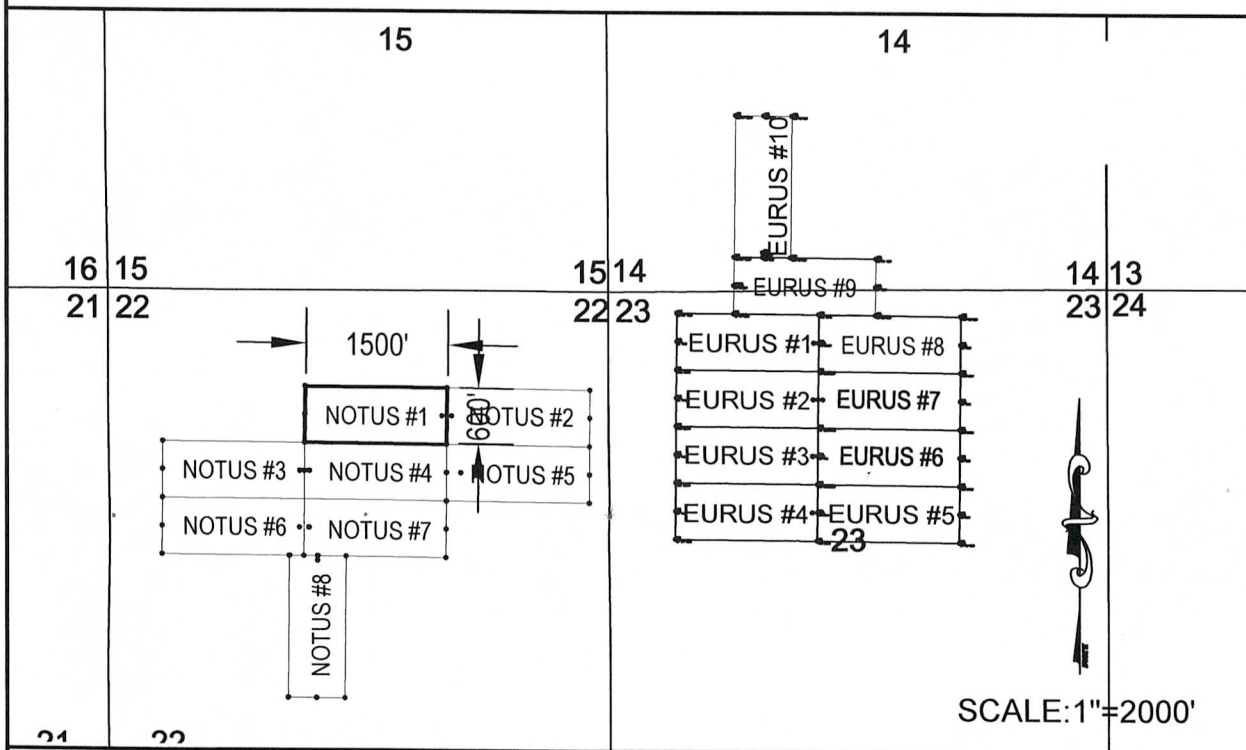 15
14
EURUS #10
16 15
15 14
14 13
EURUS #9
21 22
22 23
23 24
1500'
EURUS #1
EURUS #8
NOTUS #1
600'
NOTUS #2
EURUS #2
EURUS #7
NOTUS #3
NOTUS #4
NOTUS #5
EURUS #3
EURUS #6
NOTUS #6
NOTUS #7
EURUS #4
EURUS #5
23
NOTUS #8
SCALE:1"=2000'
21
22